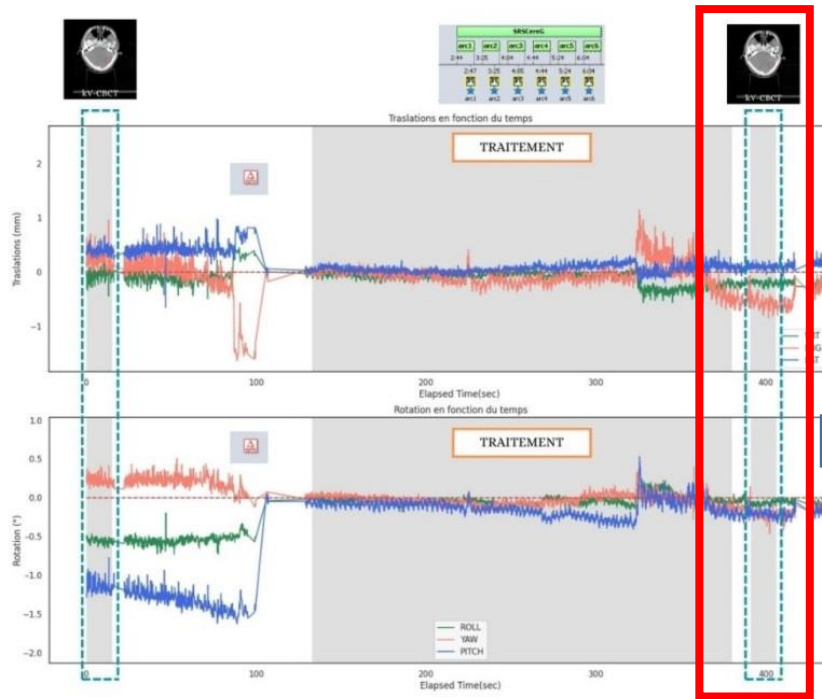 kV-CBCT
SRSCereG
arc1 arc2 arc3 arc4 arc5 arc6
2:44 3:25 4:04 4:44 5:24 6:04
2:47 3:25 4:05 4:44 5:24 6:04
arc1 arc2 arc3 arc4 arc5 arc6
kV-CBCT
Traslations en fonction du temps
TRAITEMENT
Traslations (mm)
2
1
0
−1
0 100 200 300 400
Elapsed Time(sec)
Rotation en fonction du temps
TRAITEMENT
Rotation (°)
1.0
0.5
0.0
−0.5
−1.0
−1.5
−2.0
ROLL
YAW
PITCH
0 100 200 300 400
Elapsed Time(sec)